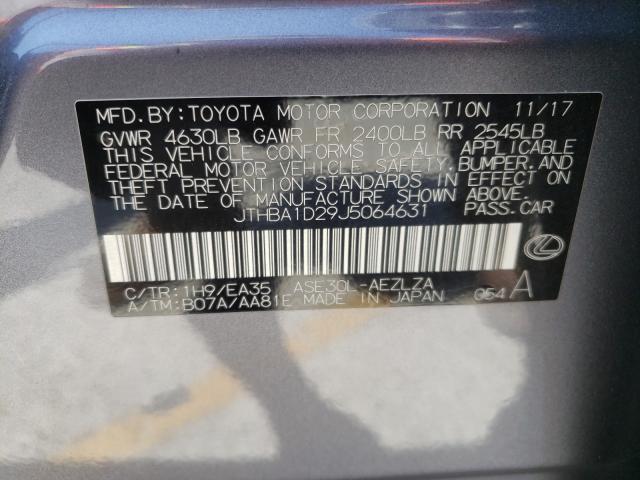 MFD.BY:TOYOTA MOTOR CORPORATION 11/17
GVWR 4630LB GAWR FR 2400LB RR 2545LB
THIS VEHICLE CONFORMS TO ALL APPLICABLE
FEDERAL MOTOR VEHICLE SAFETY, BUMPER, AND
THEFT PREVENTION STANDARDS IN EFFECT ON
THE DATE OF MANUFACTURE SHOWN ABOVE.
JTHBA1D29J5064631 PASS.CAR
C/TR:1H9/EA35 ASE30L-AEZLZA
A/TM:B07A/AA81E MADE IN JAPAN Q54 A